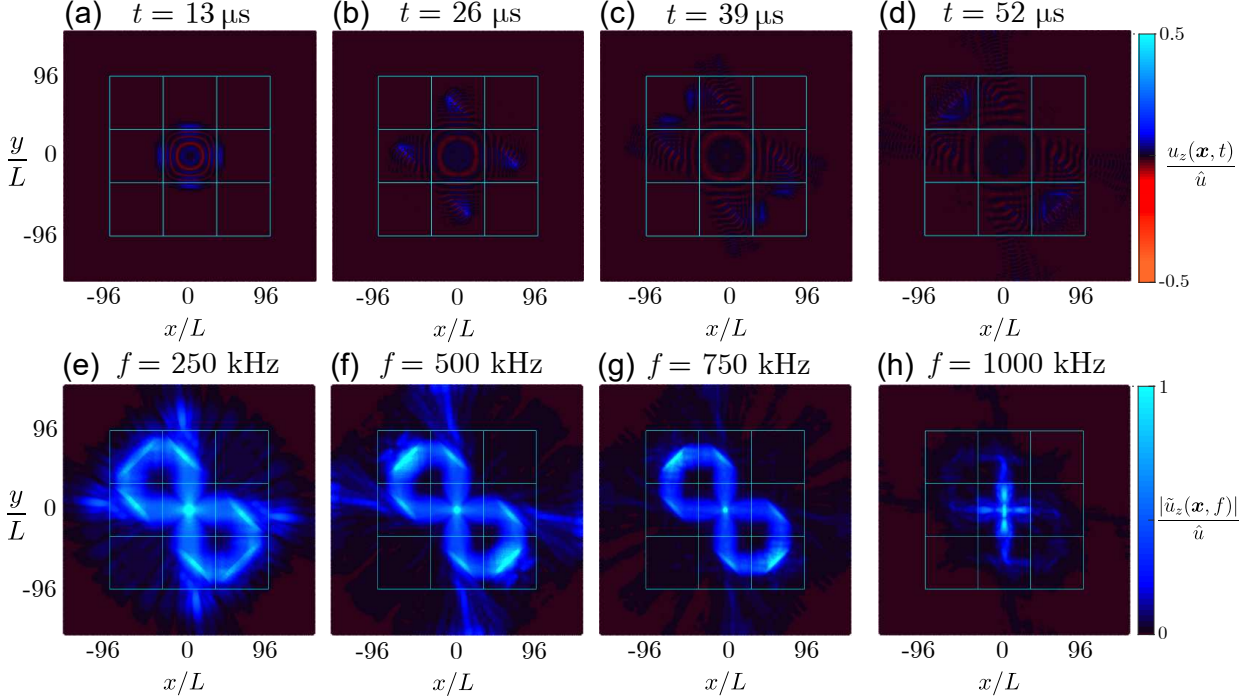 (a) t = 13 μs
(b) t = 26 μs
(c) t = 39 μs
(d) t = 52 μs
96
0
-96
y/L
-96 0 96
x/L
-96 0 96
x/L
-96 0 96
x/L
-96 0 96
x/L
0.5
-0.5
u_z(x, t)/û
(e) f = 250 kHz
(f) f = 500 kHz
(g) f = 750 kHz
(h) f = 1000 kHz
96
0
-96
y/L
-96 0 96
x/L
-96 0 96
x/L
-96 0 96
x/L
-96 0 96
x/L
1
0
|ũ_z(x, f)|/û